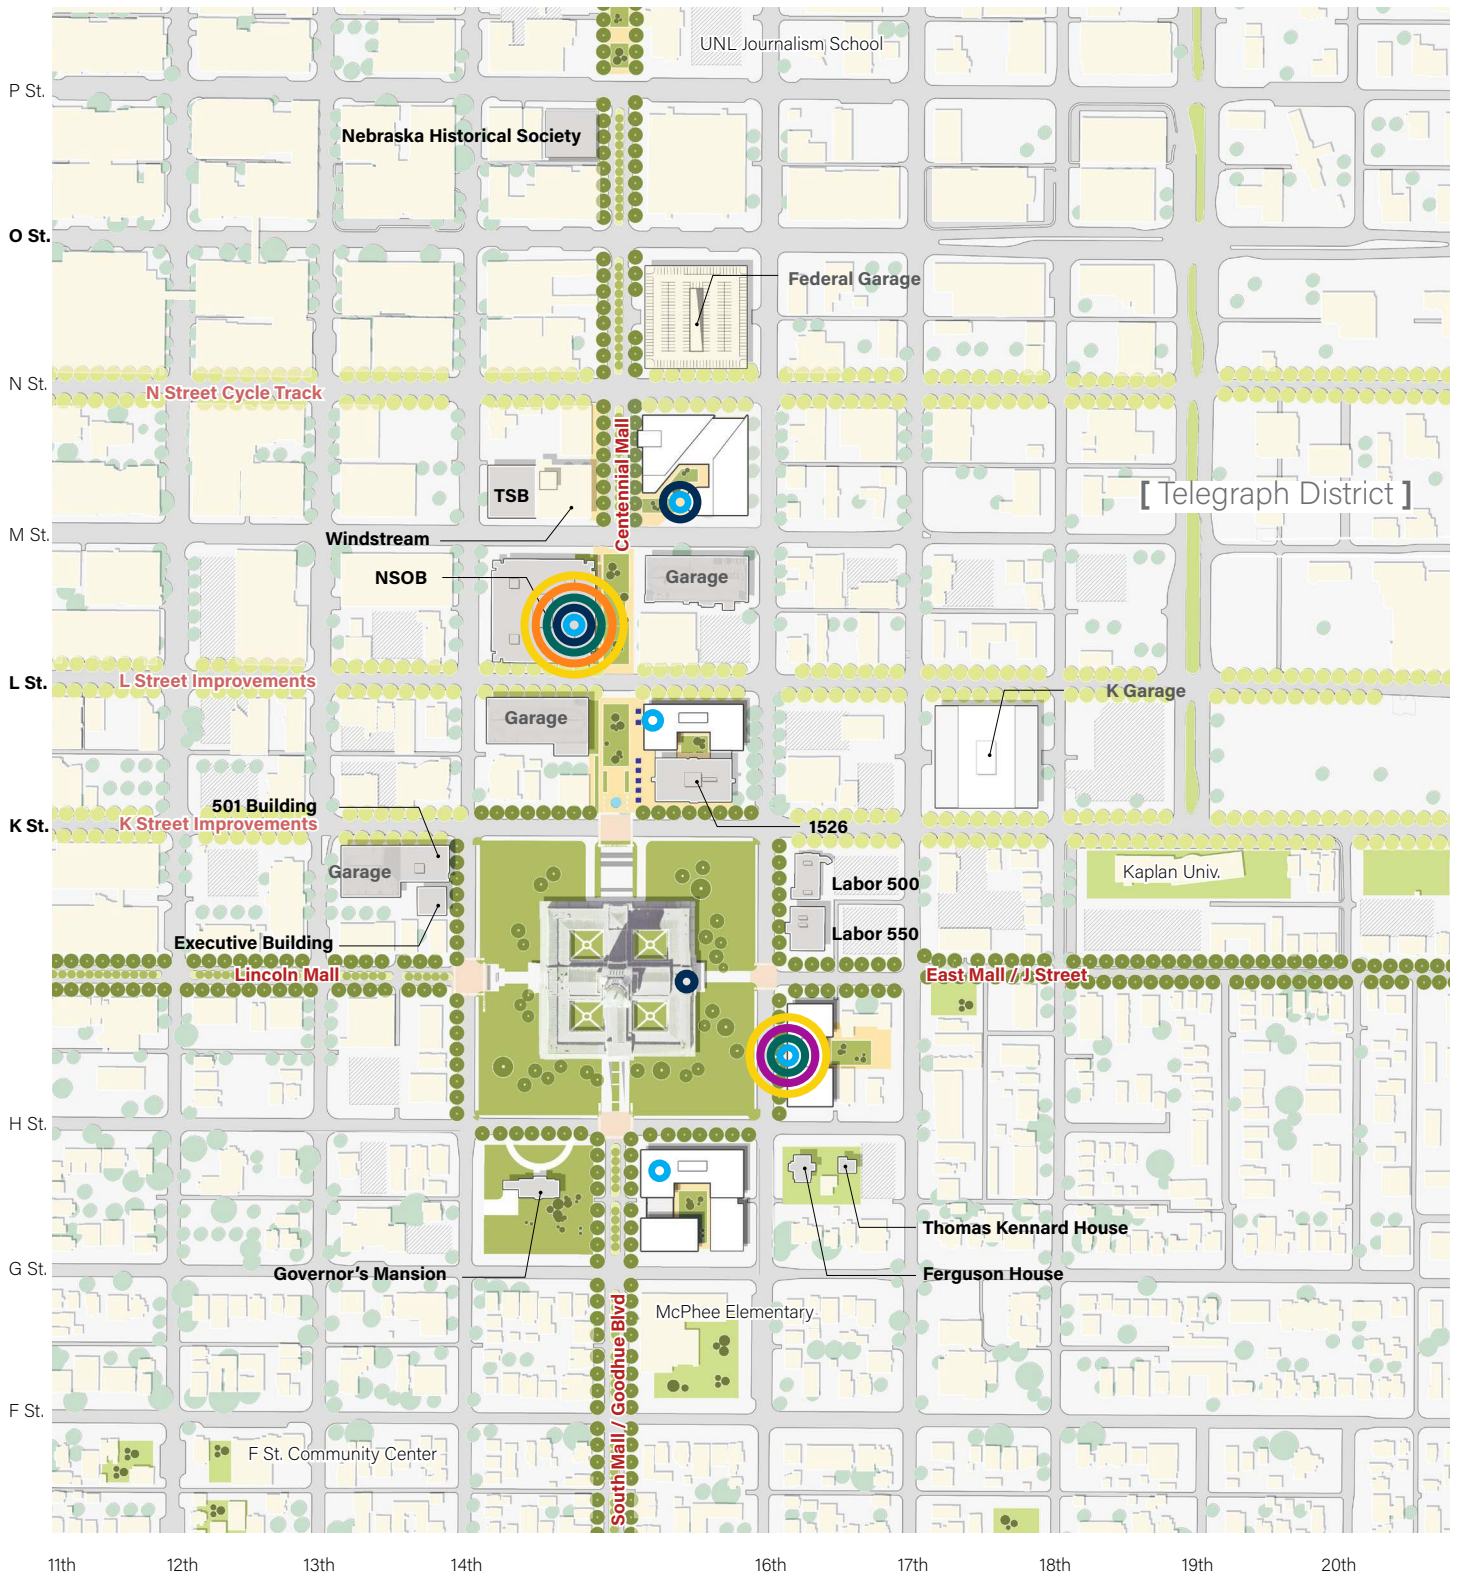 UNL Journalism School
P St.
Nebraska Historical Society
O St.
Federal Garage
N St.
N Street Cycle Track
Centennial Mall
TSB
[ Telegraph District ]
M St.
Windstream
NSOB
Garage
L St.
L Street Improvements
K Garage
Garage
501 Building
K St.
K Street Improvements
1526
Garage
Kaplan Univ.
Labor 500
Labor 550
Executive Building
Lincoln Mall
East Mall / J Street
H St.
Thomas Kennard House
G St.
Governor's Mansion
Ferguson House
McPhee Elementary
South Mall / Goodhue Blvd
F St.
F St. Community Center
11th
12th
13th
14th
16th
17th
18th
19th
20th